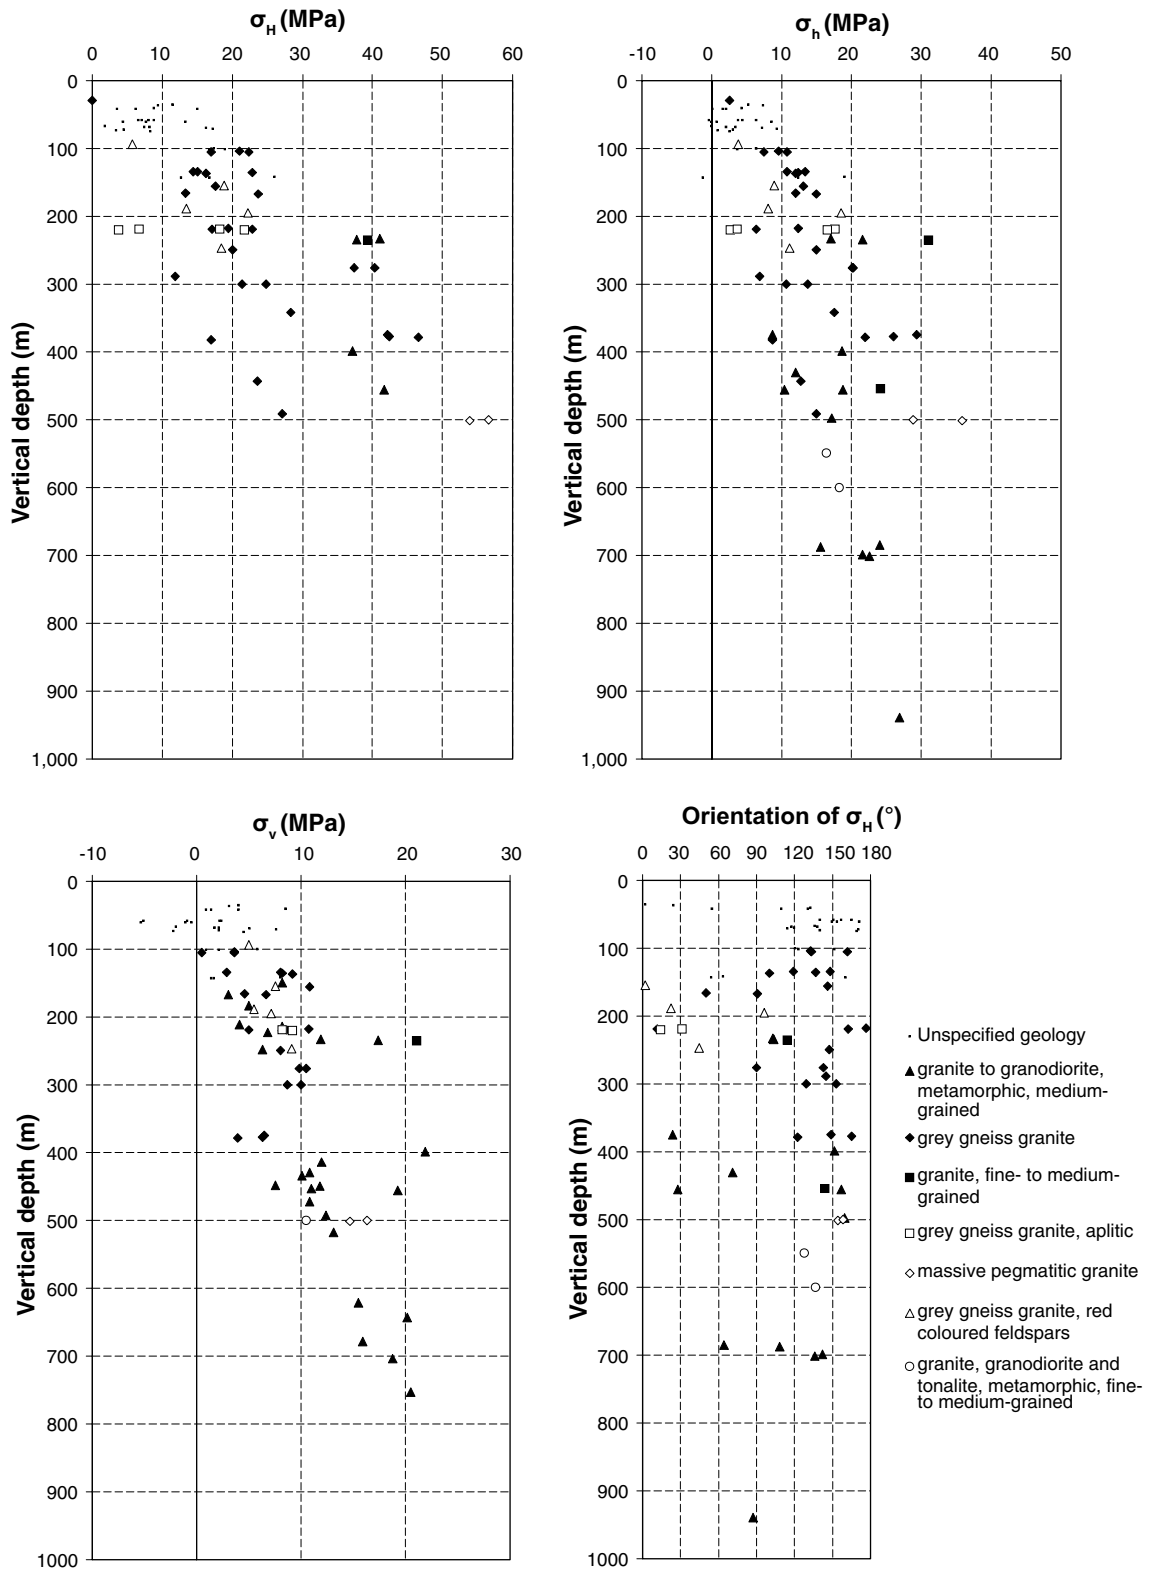 σH (MPa)
0 10 20 30 40 50 60
0
100
200
300
400
500
600
700
800
900
1,000
Vertical depth (m)
σh (MPa)
-10 0 10 20 30 40 50
0
100
200
300
400
500
600
700
800
900
1,000
Vertical depth (m)
σv (MPa)
-10 0 10 20 30
0
100
200
300
400
500
600
700
800
900
1000
Vertical depth (m)
Orientation of σH (°)
0 30 60 90 120 150 180
0
100
200
300
400
500
600
700
800
900
1000
Vertical depth (m)
Unspecified geology
granite to granodiorite,
metamorphic, medium-
grained
grey gneiss granite
granite, fine- to medium-
grained
grey gneiss granite, aplitic
massive pegmatitic granite
grey gneiss granite, red
coloured feldspars
granite, granodiorite and
tonalite, metamorphic, fine-
to medium-grained